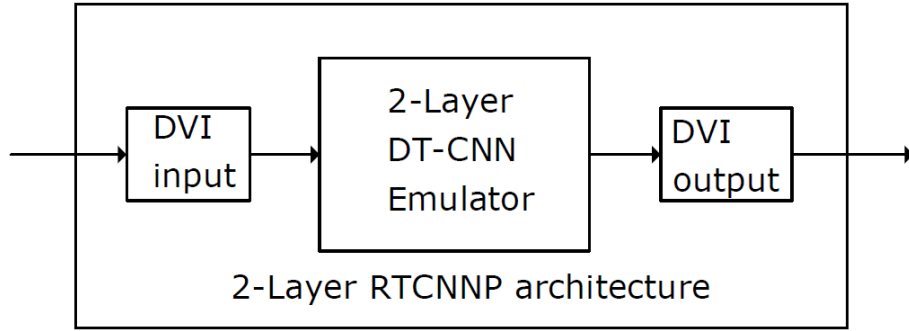 DVI
input
2-Layer
DT-CNN
Emulator
DVI
output
2-Layer RTCNNP architecture